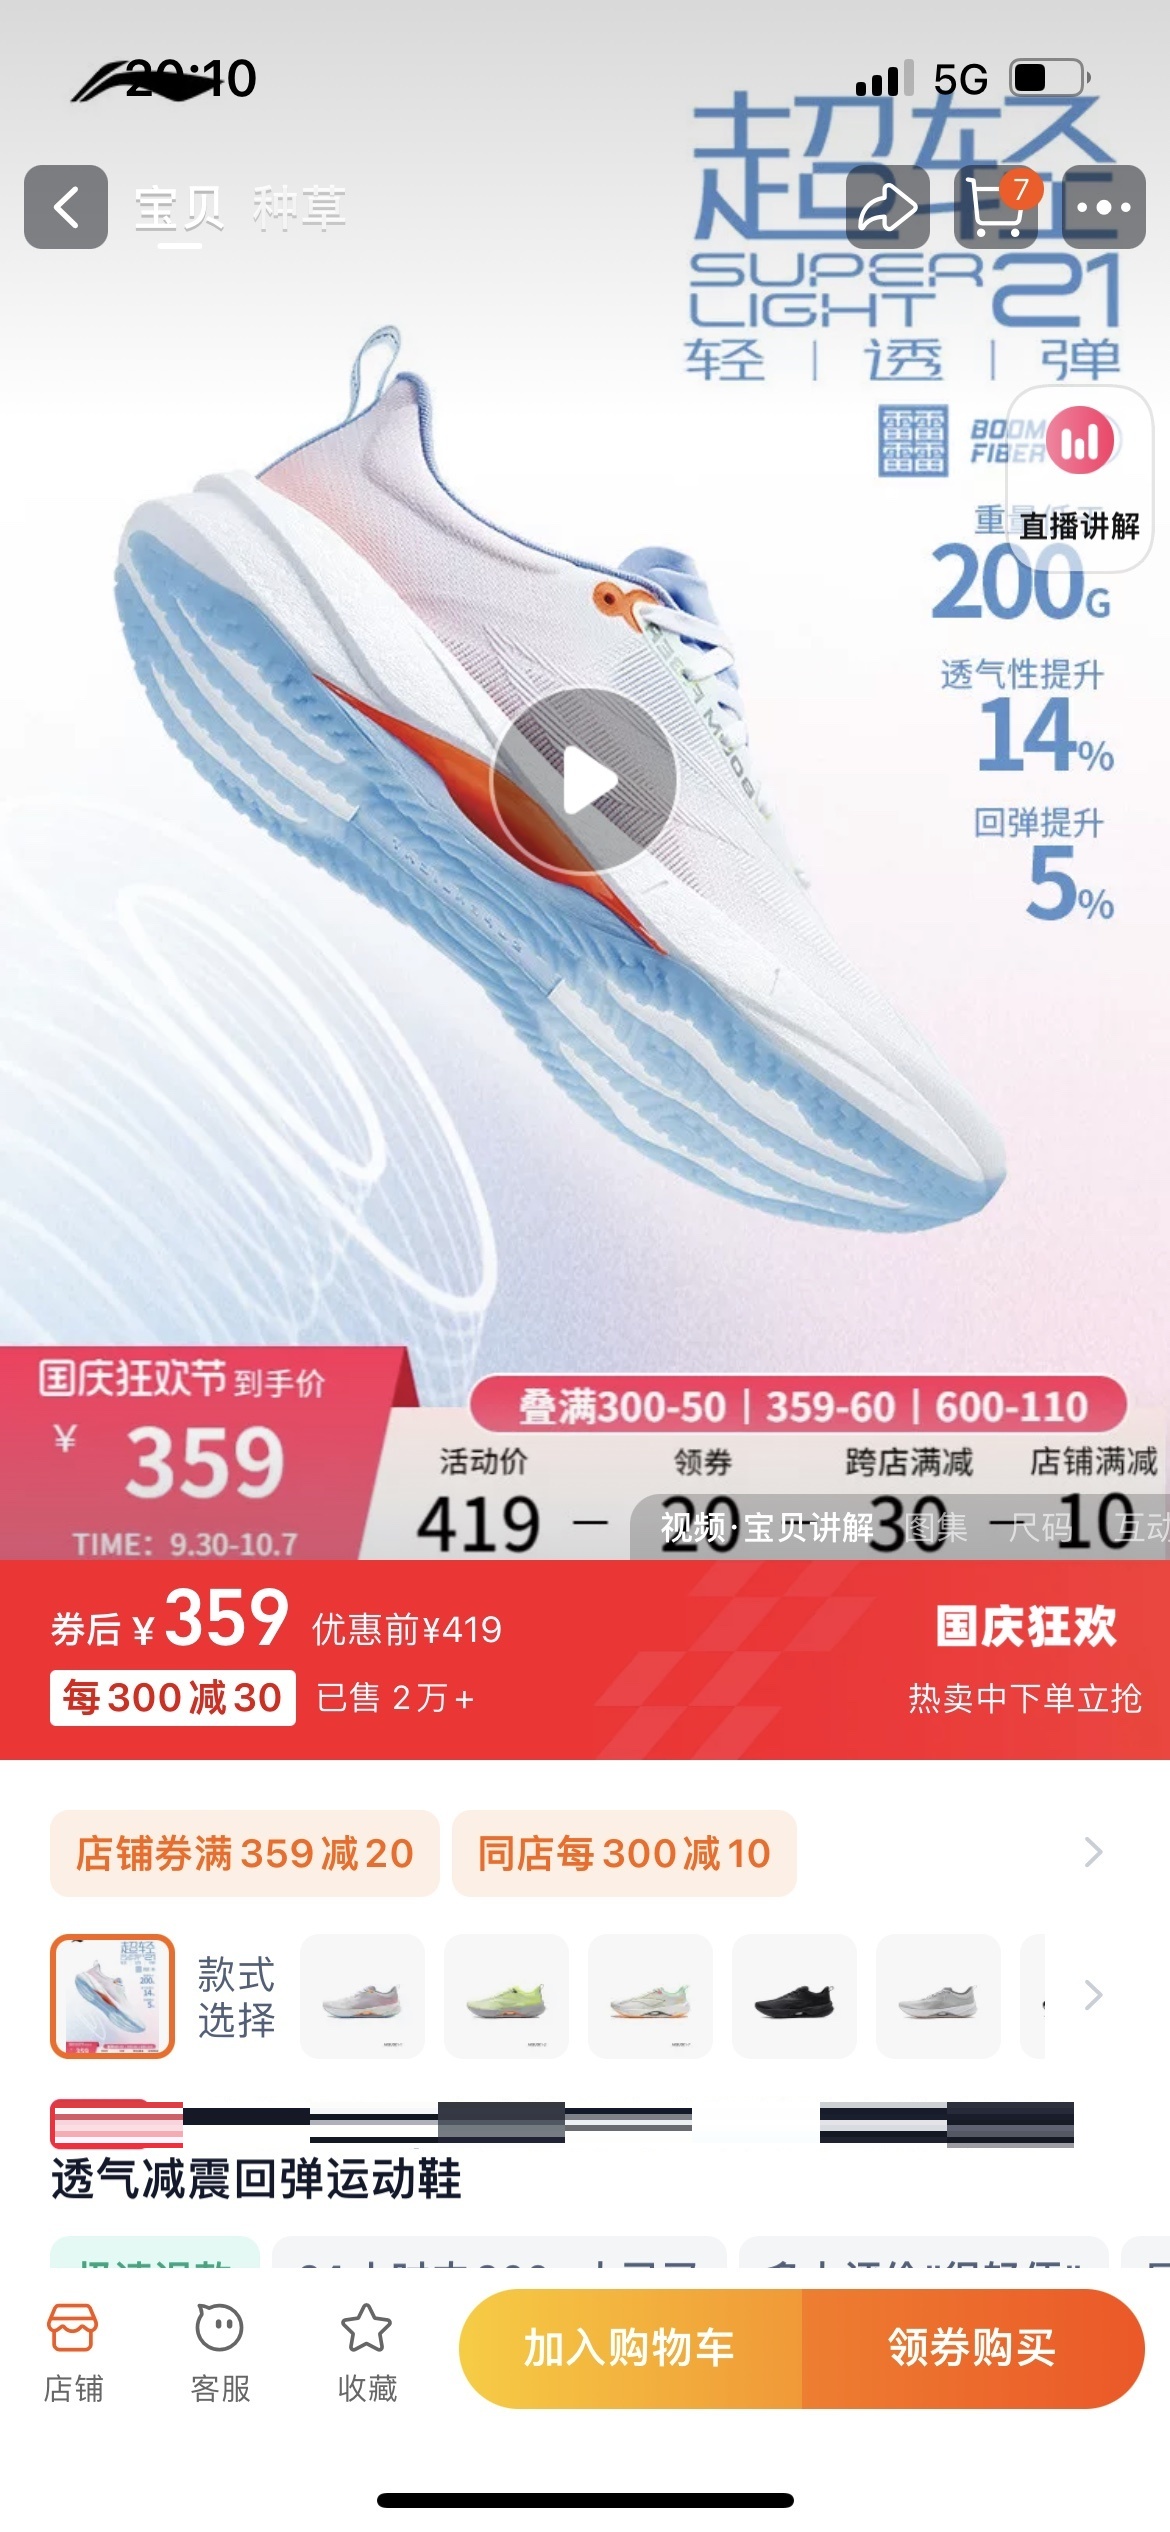 20:10
5G
超轻
宝贝 种草
7
SUPER
LIGHT 21
轻 | 透 | 弹
BOOM
FIBER
直播讲解
200G
透气性提升
14%
回弹提升
5%
国庆狂欢节 到手价
¥ 359
TIME: 9.30-10.7
叠满300-50 | 359-60 | 600-110
活动价 领券 跨店满减 店铺满减
419 - 20 - 30 - 10
视频·宝贝讲解 图集 尺码 互动
券后 ¥359 优惠前¥419
国庆狂欢
每300减30 已售 2万+
热卖中下单立抢
店铺券满359减20 同店每300减10
款式
选择
透气减震回弹运动鞋
店铺 客服 收藏 加入购物车 领券购买